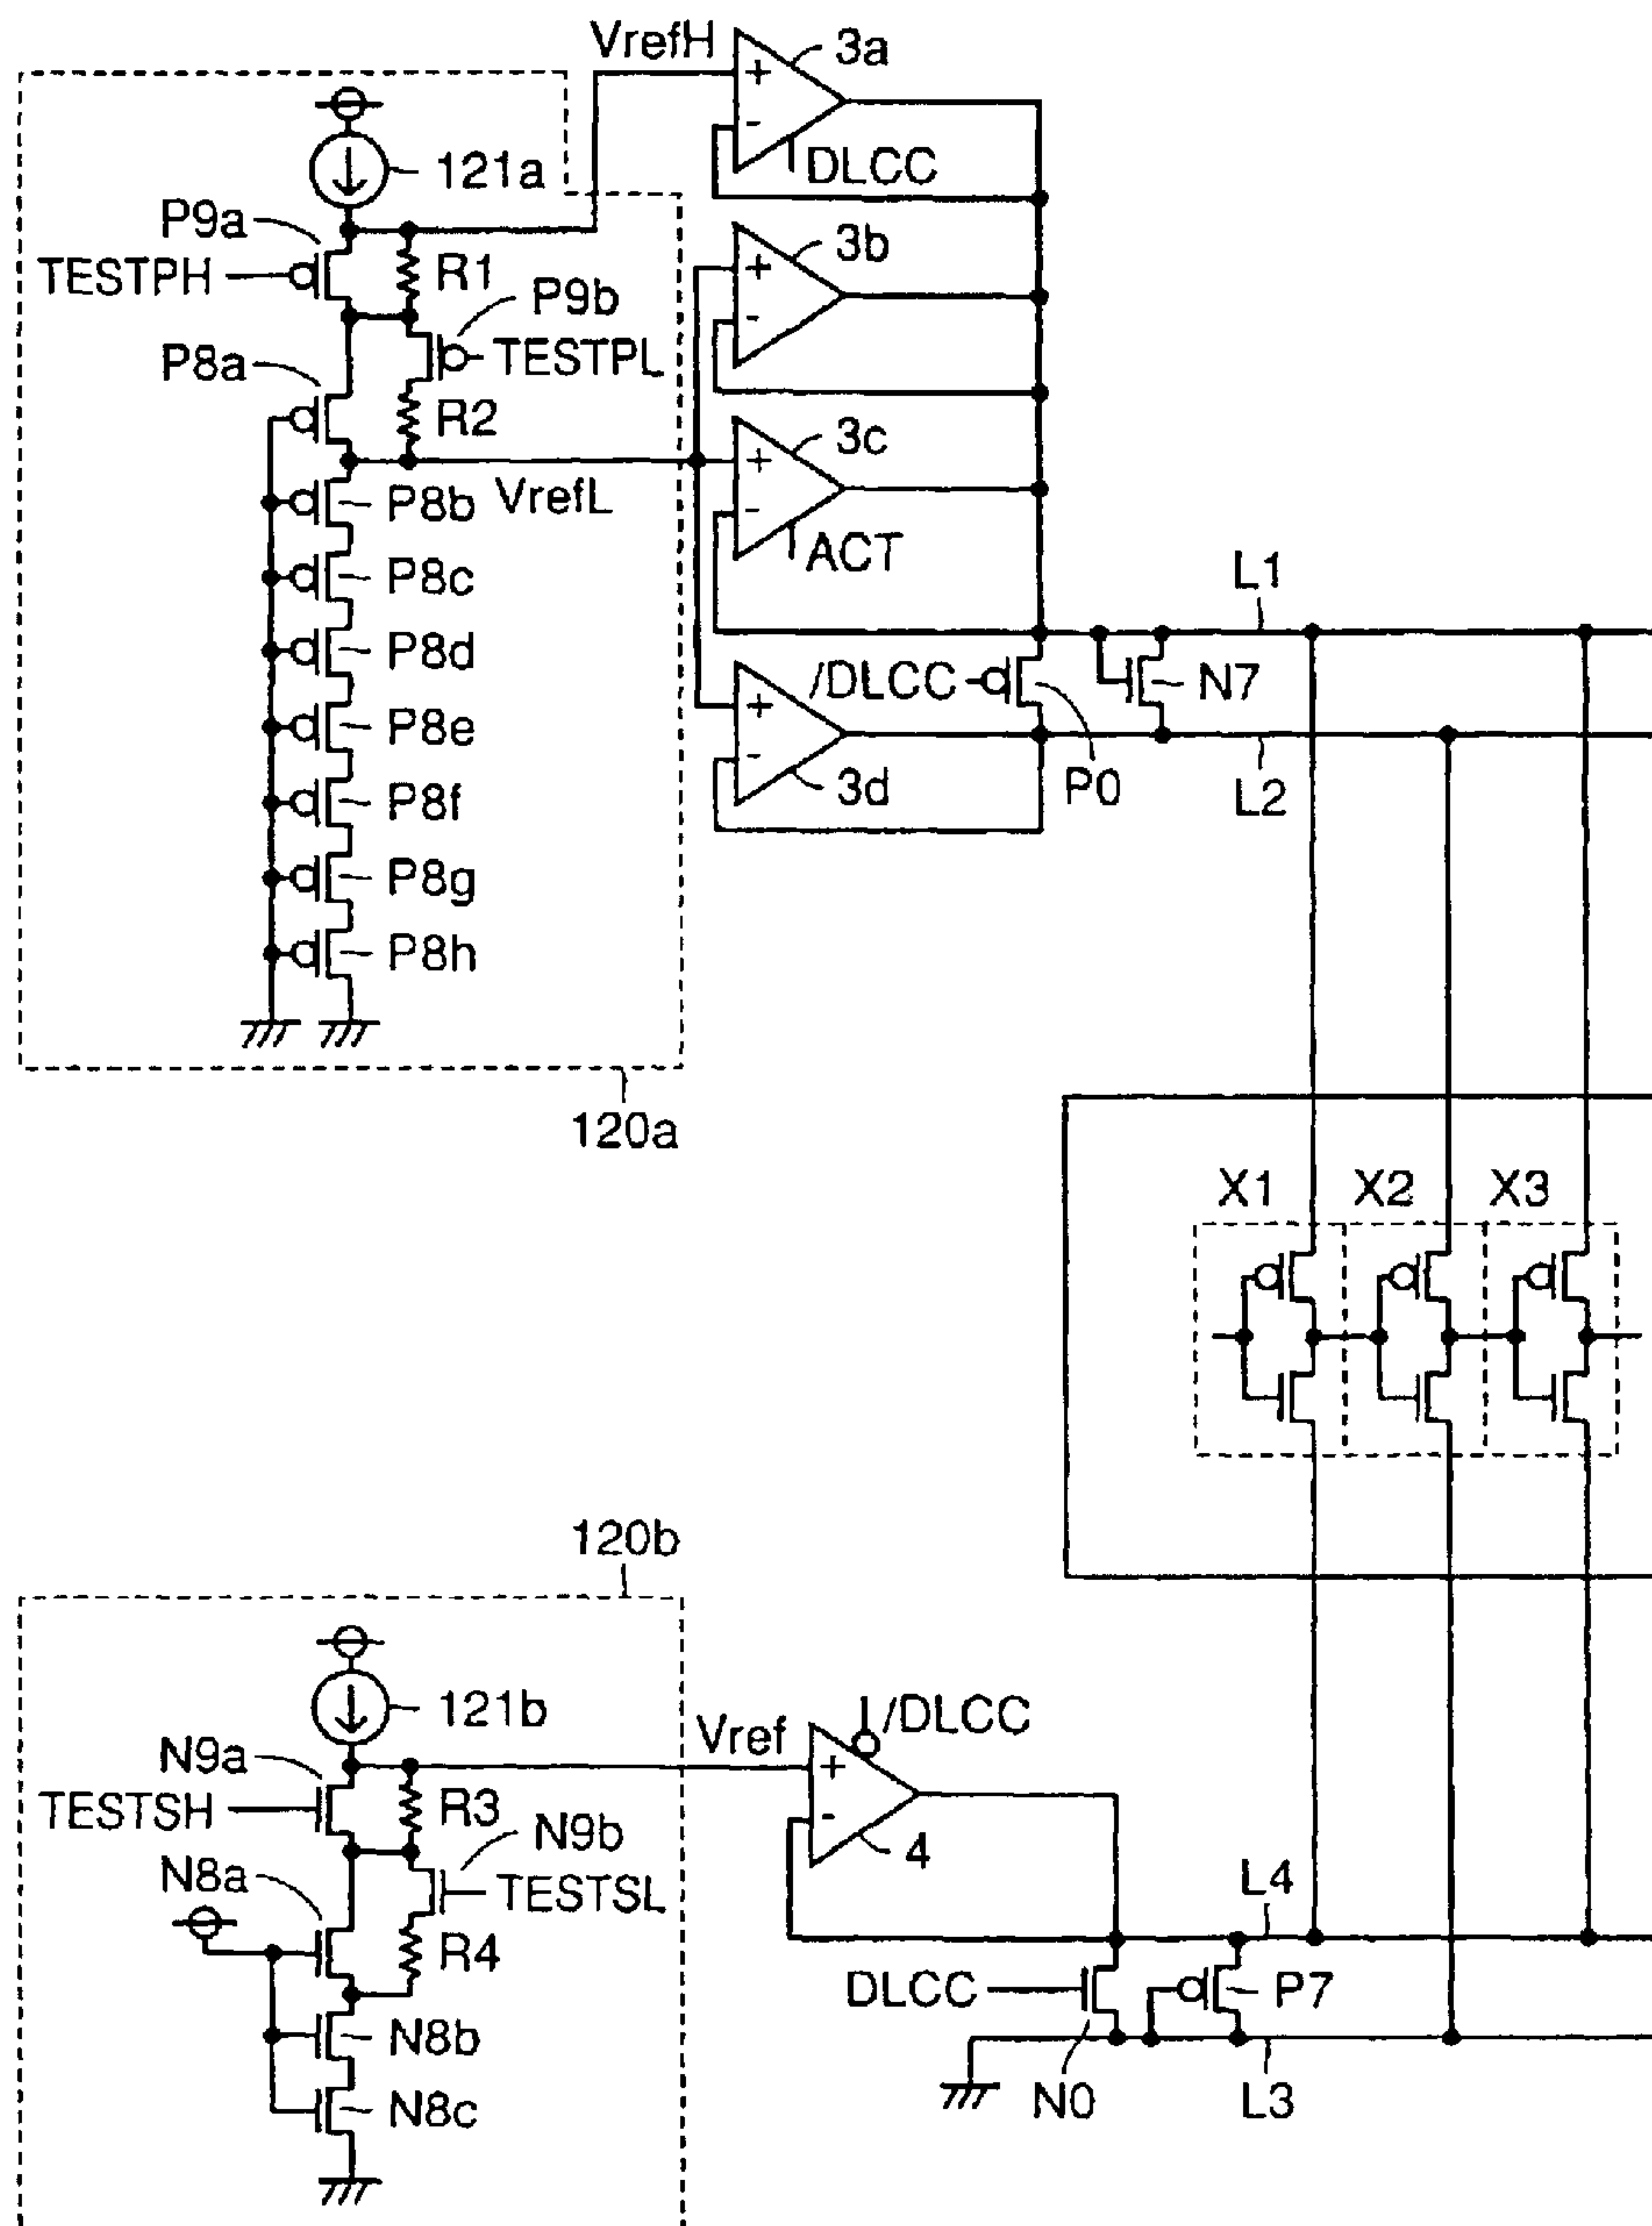 VrefH
3a
+
-
DLCC
121a
P9a
TESTPH
R1
P9b
TESTPL
3b
+
-
P8a
R2
3c
+
-
VrefL
P8b
ACT
P8c
L1
P8d
/DLCC
N7
+
-
P8e
3d
P0
L2
P8f
P8g
P8h
120a
X1 X2 X3
120b
121b
Vref
/DLCC
+
-
N9a
TESTSH
R3
N9b
4
N8a
TESTSL
L4
R4
DLCC
P7
N8b
N0
L3
N8c